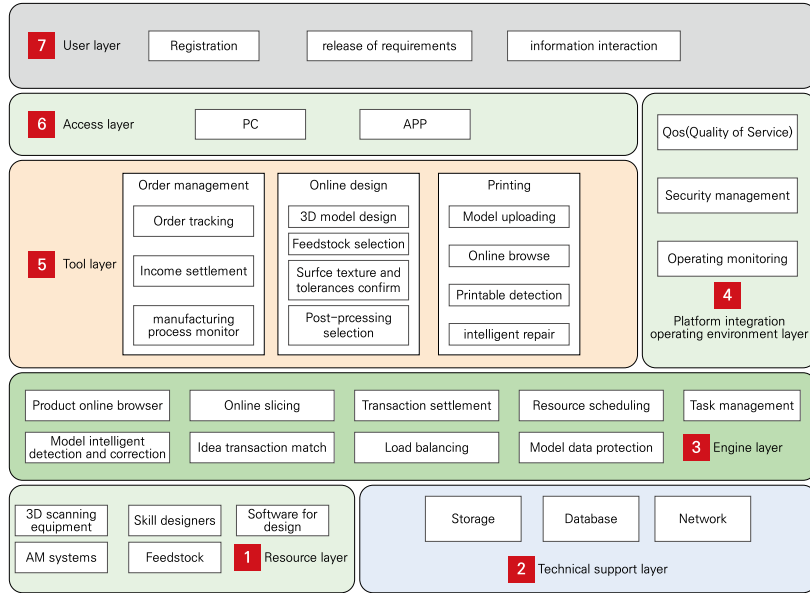 7 User layer
Registration
release of requirements
information interaction
6 Access layer
PC
APP
Qos(Quality of Service)
Security management
Operating monitoring
4
Platform integration
operating environment layer
5 Tool layer
Order management
Order tracking
Income settlement
manufacturing
process monitor
Online design
3D model design
Feedstock selection
Surfce texture and
tolerances confirm
Post-prcessing
selection
Printing
Model uploading
Online browse
Printable detection
intelligent repair
Product online browser
Online slicing
Transaction settlement
Resource scheduling
Task management
Model intelligent
detection and correction
Idea transaction match
Load balancing
Model data protection
3 Engine layer
3D scanning
equipment
Skill designers
Software for
design
AM systems
Feedstock
1 Resource layer
Storage
Database
Network
2 Technical support layer